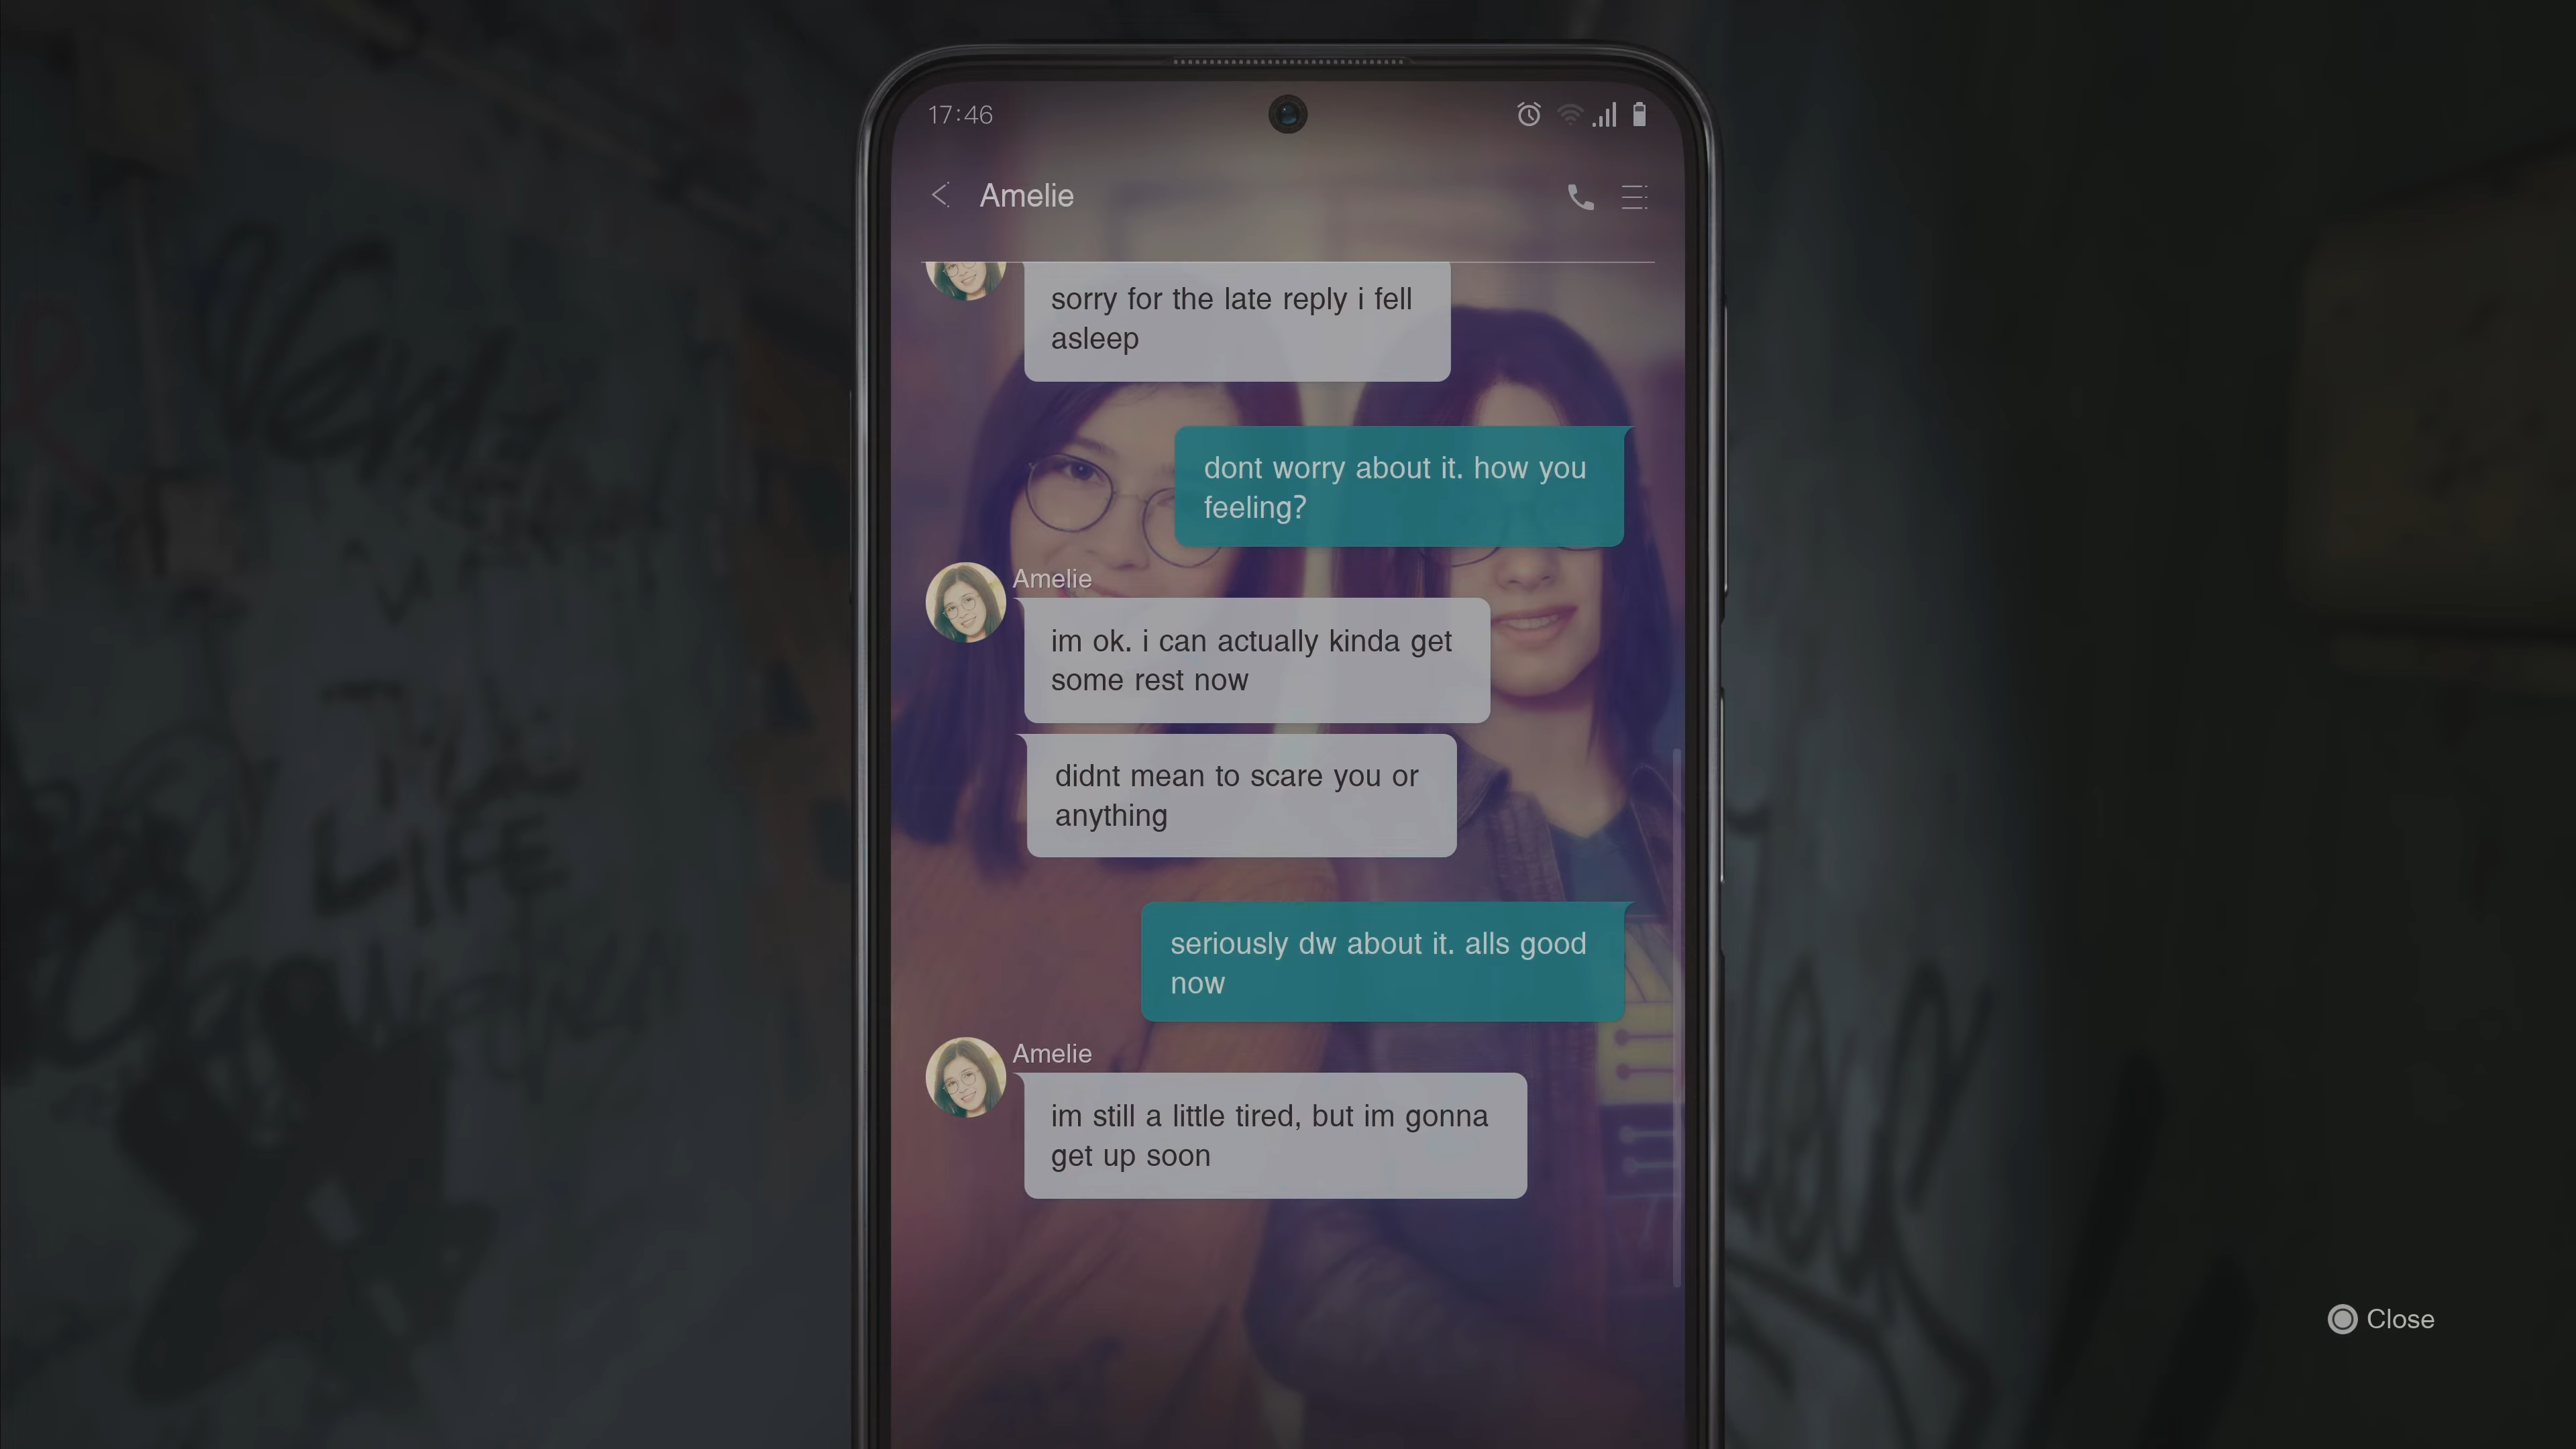 17:46
Amelie
sorry for the late reply i fell
asleep
dont worry about it. how you
feeling?
Amelie
im ok. i can actually kinda get
some rest now
didnt mean to scare you or
anything
seriously dw about it. alls good
now
Amelie
im still a little tired, but im gonna
get up soon
Close
LIFE